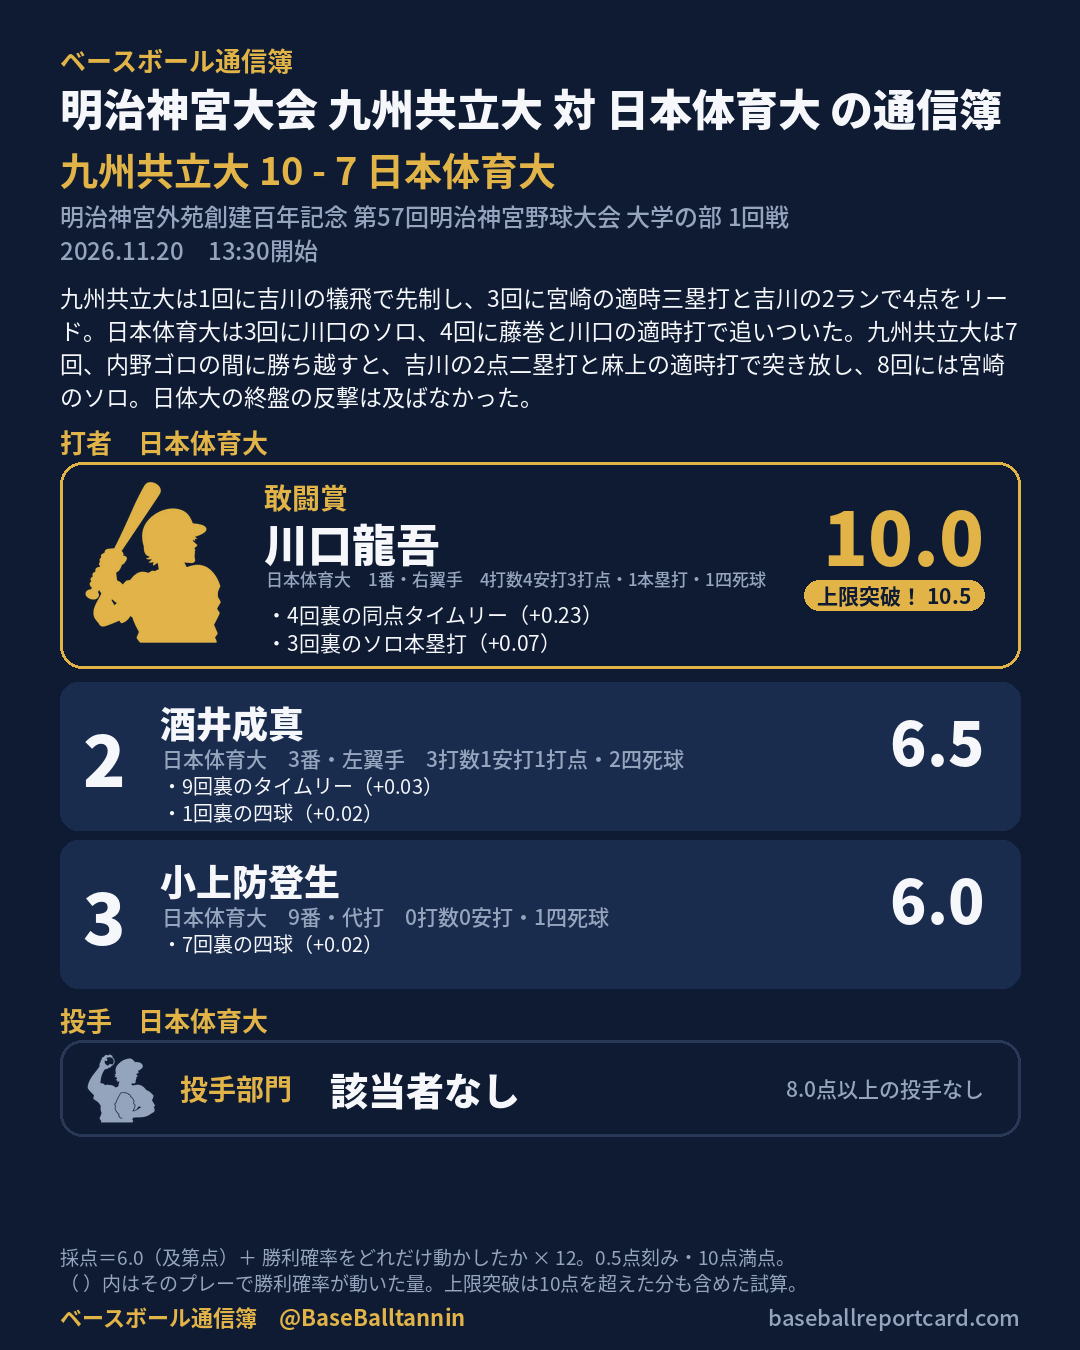 ベースボール通信簿
明治神宮大会 九州共立大 対 日本体育大 の通信簿
九州共立大 10 - 7 日本体育大
明治神宮外苑創建百年記念 第57回明治神宮野球大会 大学の部 1回戦
2026.11.20　13:30開始
九州共立大は1回に吉川の犠飛で先制し、3回に宮崎の適時三塁打と吉川の2ランで4点をリー
ド。日本体育大は3回に川口のソロ、4回に藤巻と川口の適時打で追いついた。九州共立大は7
回、内野ゴロの間に勝ち越すと、吉川の2点二塁打と麻上の適時打で突き放し、8回には宮崎
のソロ。日体大の終盤の反撃は及ばなかった。
打者　日本体育大
敢闘賞
川口龍吾
日本体育大　1番・右翼手　4打数4安打3打点・1本塁打・1四死球
・4回裏の同点タイムリー（+0.23）
・3回裏のソロ本塁打（+0.07）
10.0
上限突破！ 10.5
2
酒井成真
日本体育大　3番・左翼手　3打数1安打1打点・2四死球
・9回裏のタイムリー（+0.03）
・1回裏の四球（+0.02）
6.5
3
小上防登生
日本体育大　9番・代打　0打数0安打・1四死球
・7回裏の四球（+0.02）
6.0
投手　日本体育大
投手部門　該当者なし　8.0点以上の投手なし
採点＝6.0（及第点）＋ 勝利確率をどれだけ動かしたか × 12。0.5点刻み・10点満点。
（ ）内はそのプレーで勝利確率が動いた量。上限突破は10点を超えた分も含めた試算。
ベースボール通信簿　@BaseBalltannin
baseballreportcard.com